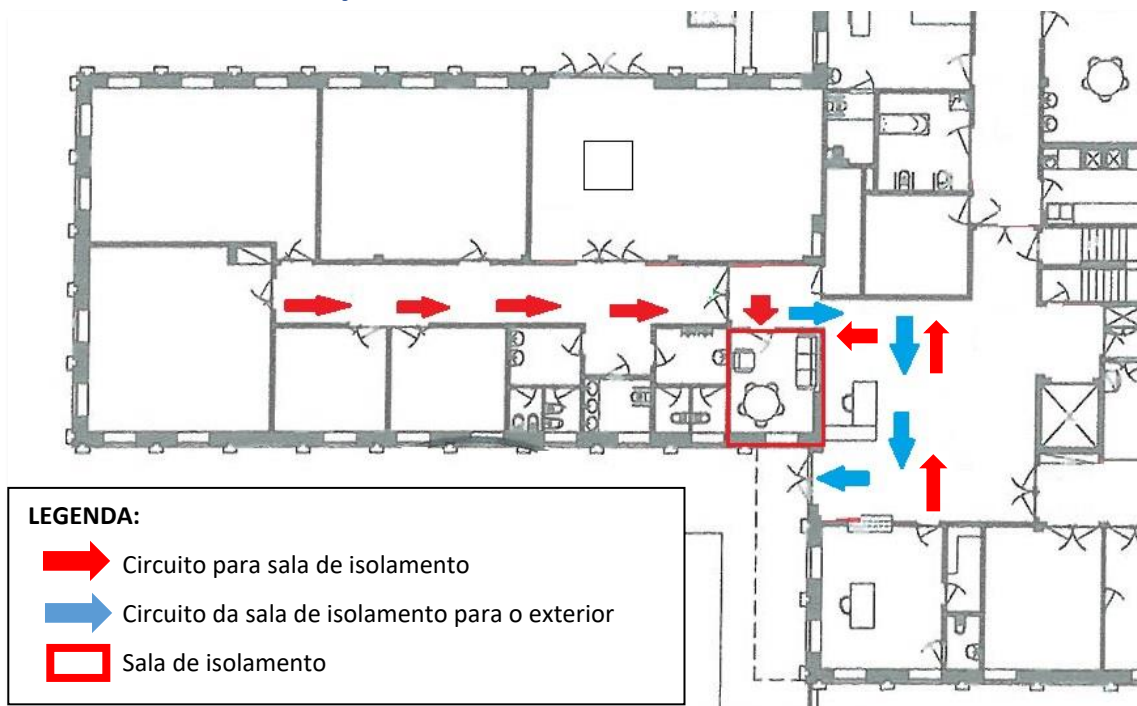 LEGENDA:
Circuito para sala de isolamento
Circuito da sala de isolamento para o exterior
Sala de isolamento